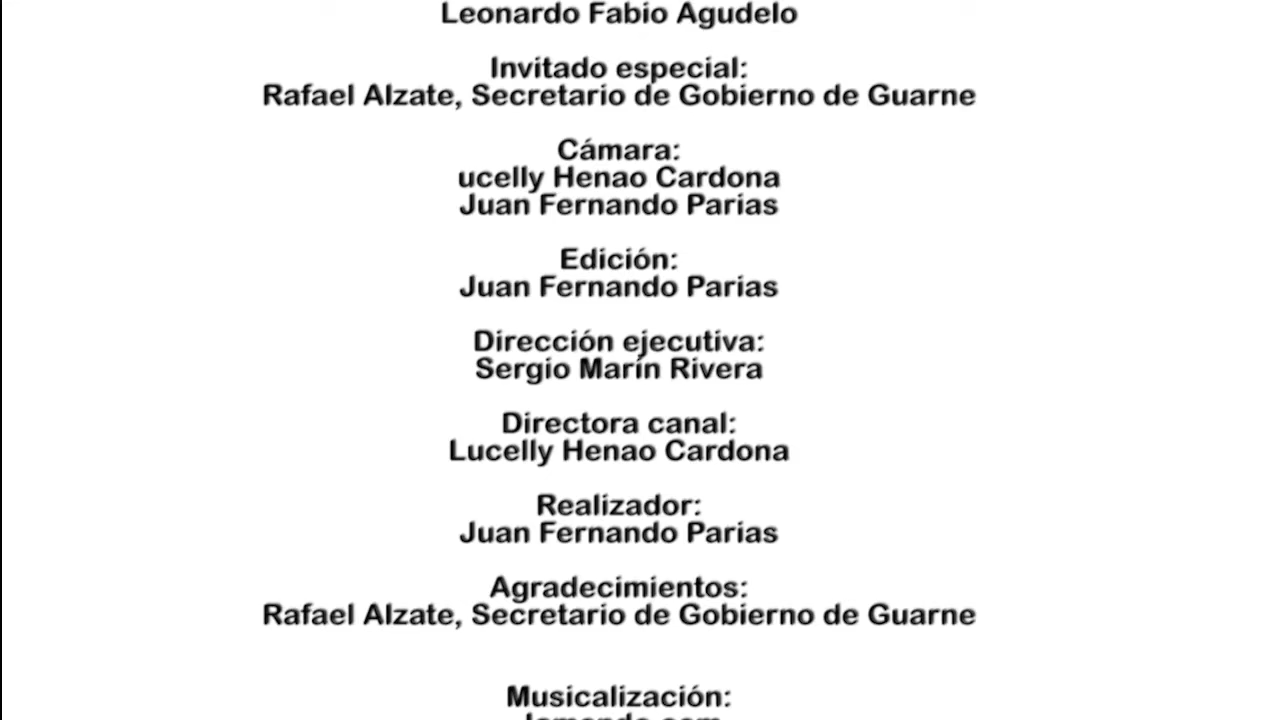 Leonardo Fabio Agudelo
Invitado especial:
Rafael Alzate, Secretario de Gobierno de Guarne
Cámara:
ucelly Henao Cardona
Juan Fernando Parias
Edición:
Juan Fernando Parias
Dirección ejecutiva:
Sergio Marín Rivera
Directora canal:
Lucelly Henao Cardona
Realizador:
Juan Fernando Parias
Agradecimientos:
Rafael Alzate, Secretario de Gobierno de Guarne
Musicalización: